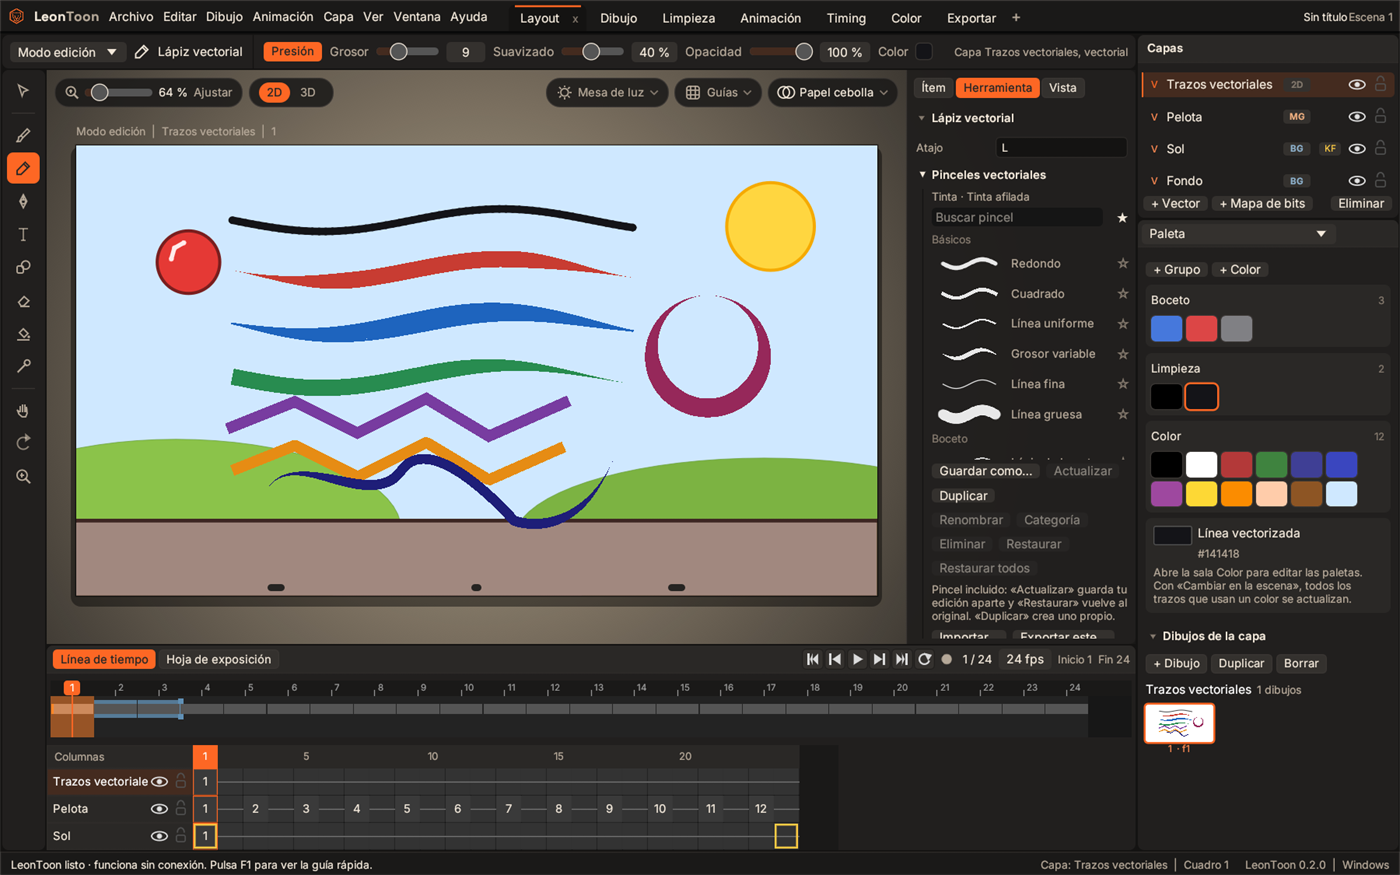 LeonToon Archivo Editar Dibujo Animación Capa Ver Ventana Ayuda Layout x Dibujo Limpieza Animación Timing Color Exportar + Sin título Escena 1
Modo edición Lápiz vectorial Presión Grosor 9 Suavizado 40 % Opacidad 100 % Color Capa Trazos vectoriales, vectorial
64 % Ajustar 2D 3D Mesa de luz Guías Papel cebolla
Modo edición | Trazos vectoriales | 1
Ítem Herramienta Vista
Lápiz vectorial
Atajo L
Pinceles vectoriales
Tinta · Tinta afilada
Buscar pincel
Básicos
Redondo
Cuadrado
Línea uniforme
Grosor variable
Línea fina
Línea gruesa
Boceto
Guardar como... Actualizar
Duplicar
Renombrar Categoría
Eliminar Restaurar
Restaurar todos
Pincel incluido: «Actualizar» guarda tu
edición aparte y «Restaurar» vuelve al
original. «Duplicar» crea uno propio.
Importar Exportar este
Capas
V Trazos vectoriales 2D
V Pelota MG
V Sol BG KF
V Fondo BG
+ Vector + Mapa de bits Eliminar
Paleta
+ Grupo + Color
Boceto 3
Limpieza 2
Color 12
Línea vectorizada
#141418
Abre la sala Color para editar las paletas.
Con «Cambiar en la escena», todos los
trazos que usan un color se actualizan.
Dibujos de la capa
+ Dibujo Duplicar Borrar
Trazos vectoriales 1 dibujos
1 · f1
Línea de tiempo Hoja de exposición 1 / 24 24 fps Inicio 1 Fin 24
1 2 3 4 5 6 7 8 9 10 11 12 13 14 15 16 17 18 19 20 21 22 23 24
Columnas 1 5 10 15 20
Trazos vectoriale 1
Pelota 1 2 3 4 5 6 7 8 9 10 11 12
Sol 1
LeonToon listo · funciona sin conexión. Pulsa F1 para ver la guía rápida. Capa: Trazos vectoriales | Cuadro 1 LeonToon 0.2.0 | Windows